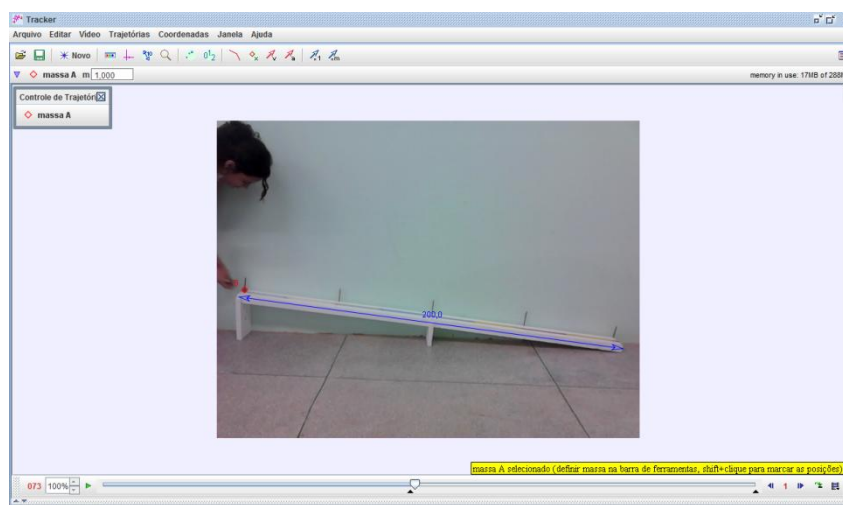 Tracker
Arquivo Editar Vídeo Trajetórias Coordenadas Janela Ajuda
Novo
massa A m 1,000
memory in use: 17MB of 288M
Controle de Trajetóri
massa A
200,0
massa A selecionado (definir massa na barra de ferramentas, shift+clique para marcar as posições)
073 100% 1